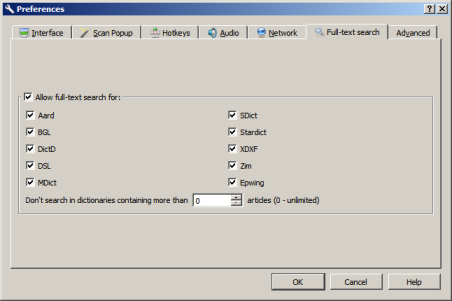 Preferences
Interface Scan Popup Hotkeys Audio Network Full-text search Advanced
Allow full-text search for:
Aard SDict
BGL Stardict
DictD XDXF
DSL Zim
MDict Epwing
Don't search in dictionaries containing more than 0 articles (0 - unlimited)
OK Cancel Help